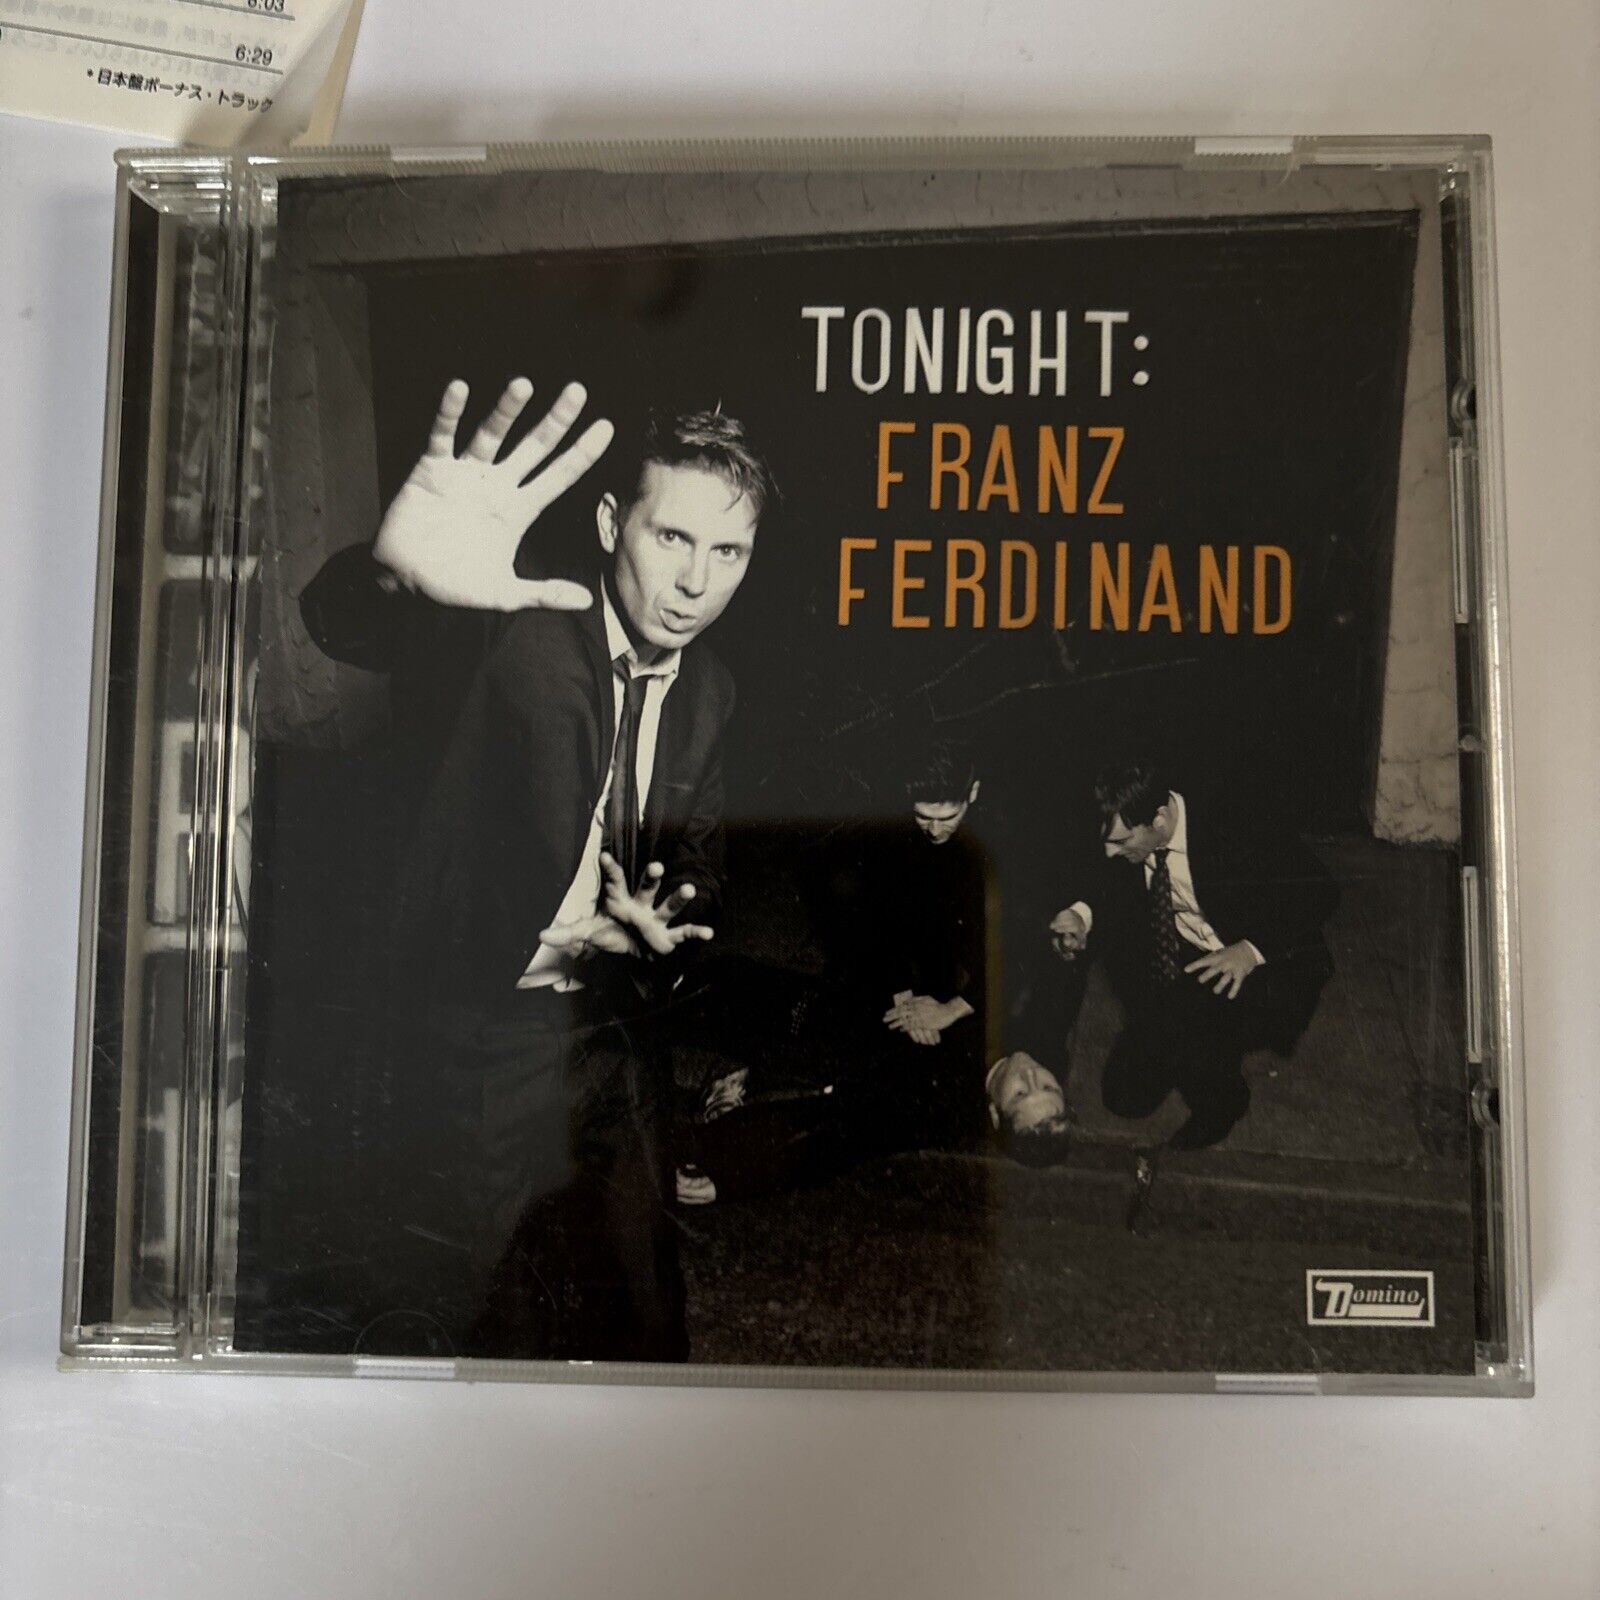 6:03
6:29
*日本盤ボーナス・トラック
TONIGHT:
FRANZ
FERDINAND
Domino